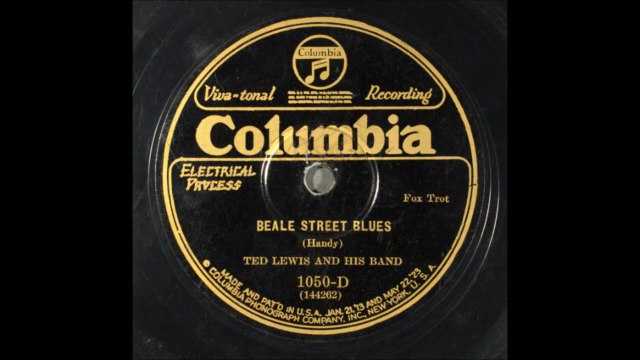 Columbia
Viva-tonal Recording
Columbia
ELECTRICAL
PROCESS
Fox Trot
BEALE STREET BLUES
(Handy)
TED LEWIS AND HIS BAND
1050-D
(144262)
MADE AND PAT'D IN U.S.A. JAN. 21, '13 AND MAY 22, '23
COLUMBIA PHONOGRAPH COMPANY, INC., NEW YORK, U.S.A.